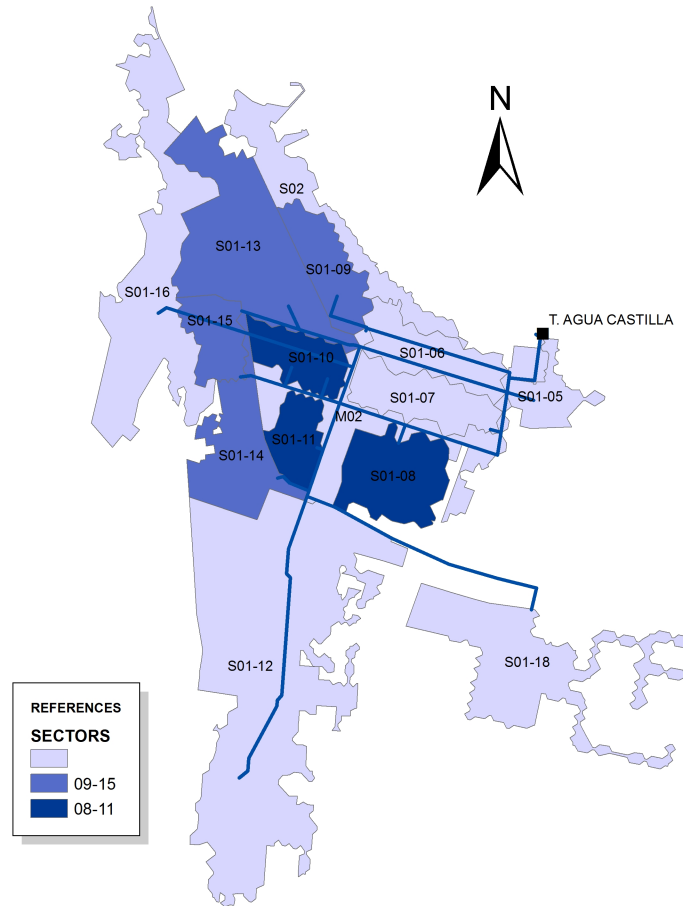 N
S02
S01-13
S01-09
S01-16
S01-15
T. AGUA CASTILLA
S01-10
S01-06
S01-07
S01-05
M02
S01-11
S01-14
S01-08
S01-12
S01-18
REFERENCES
SECTORS
09-15
08-11